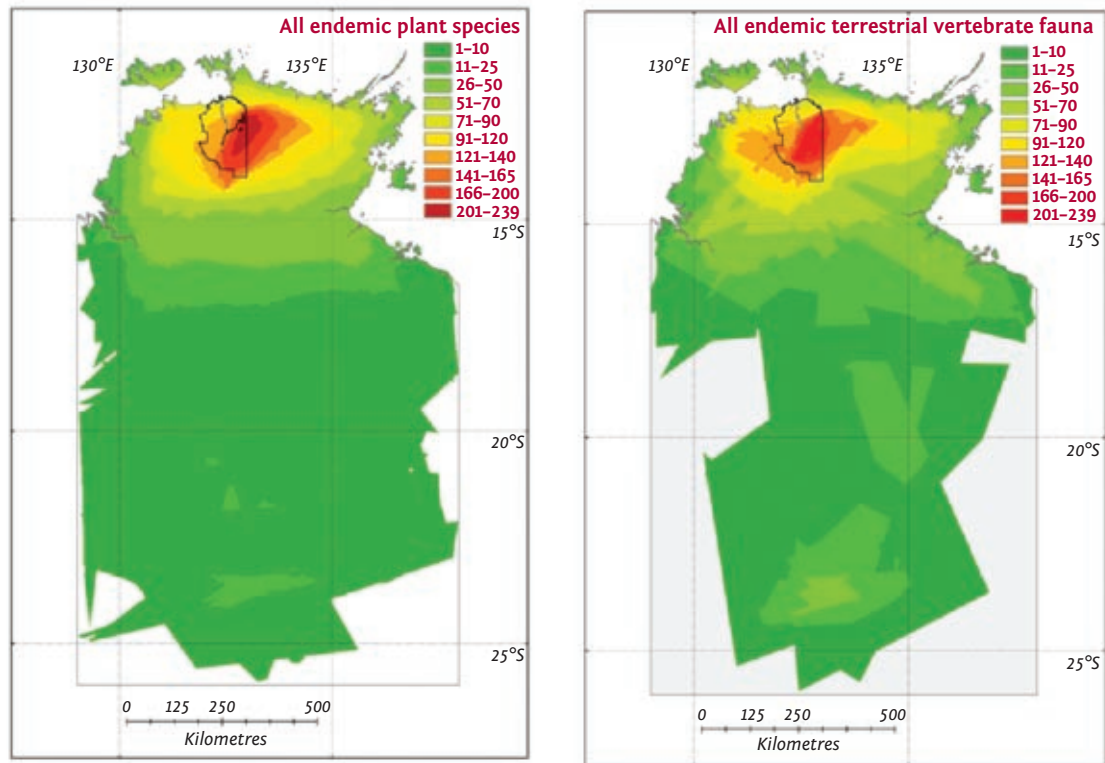 All endemic plant species
1–10
11–25
26–50
51–70
71–90
91–120
121–140
141–165
166–200
201–239
130°E
135°E
15°S
20°S
25°S
0 125 250 500
Kilometres
All endemic terrestrial vertebrate fauna
1–10
11–25
26–50
51–70
71–90
91–120
121–140
141–165
166–200
201–239
130°E
135°E
15°S
20°S
25°S
0 125 250 500
Kilometres